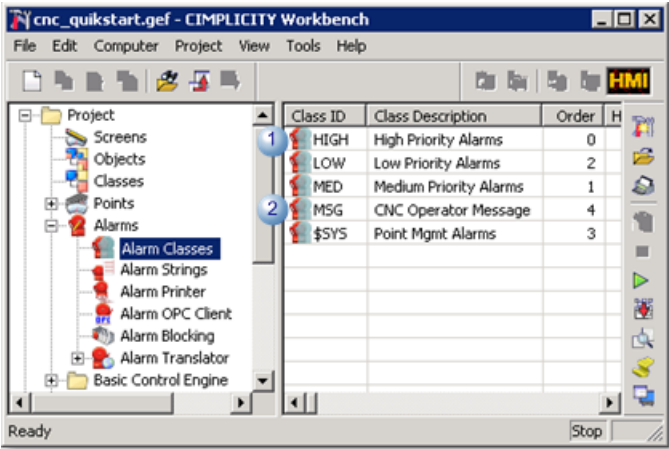 cnc_quikstart.gef - CIMPLICITY Workbench
File Edit Computer Project View Tools Help
HMI
Project
Screens
Objects
Classes
Points
Alarms
Alarm Classes
Alarm Strings
Alarm Printer
OPC
Alarm OPC Client
Alarm Blocking
Alarm Translator
Basic Control Engine
Class ID Class Description Order H
1 HIGH High Priority Alarms 0
LOW Low Priority Alarms 2
MED Medium Priority Alarms 1
2 MSG CNC Operator Message 4
$SYS Point Mgmt Alarms 3
Ready Stop